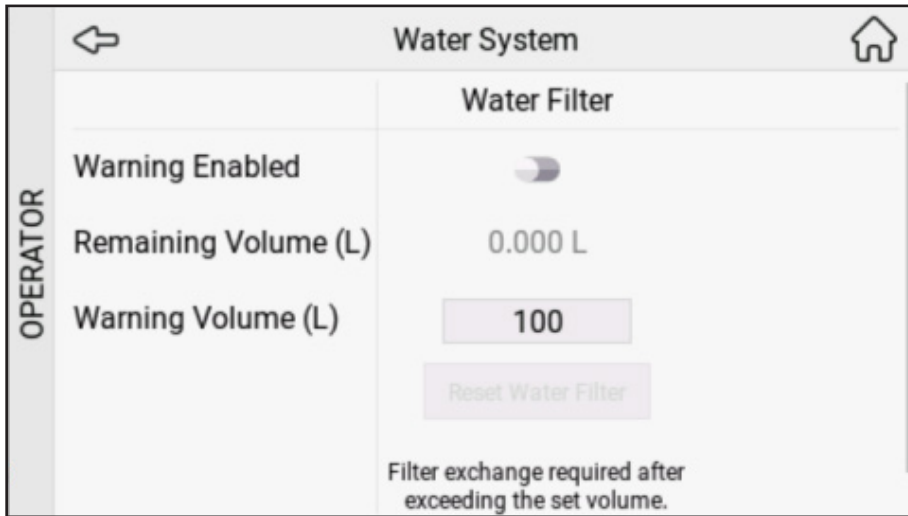 Water System
OPERATOR
Water Filter
Warning Enabled
Remaining Volume (L) 0.000 L
Warning Volume (L) 100
Reset Water Filter
Filter exchange required after
exceeding the set volume.